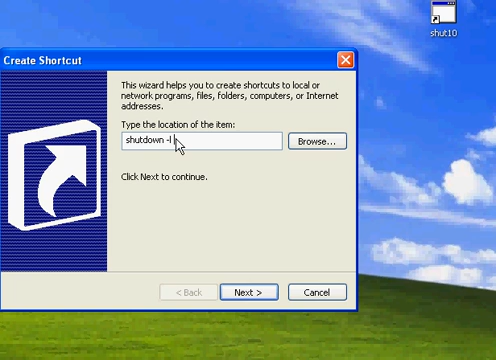 shut10
Create Shortcut
This wizard helps you to create shortcuts to local or
network programs, files, folders, computers, or Internet
addresses.
Type the location of the item:
shutdown -l
Browse...
Click Next to continue.
< Back
Next >
Cancel